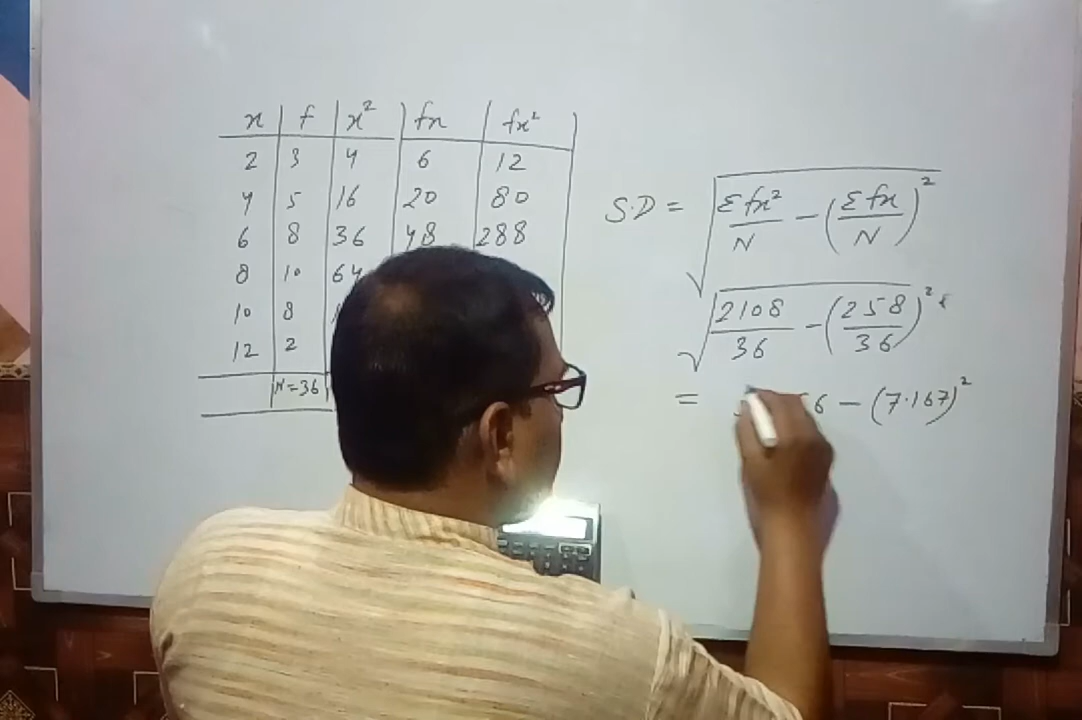 x f x² fx fx²
2 3 4 6 12
4 5 16 20 80
6 8 36 48 288
8 10 64
10 8
12 2
N=36
S.D = √(Σfx²/N − (Σfx/N)²)
√(2108/36 − (258/36)²)
= 6 − (7.167)²